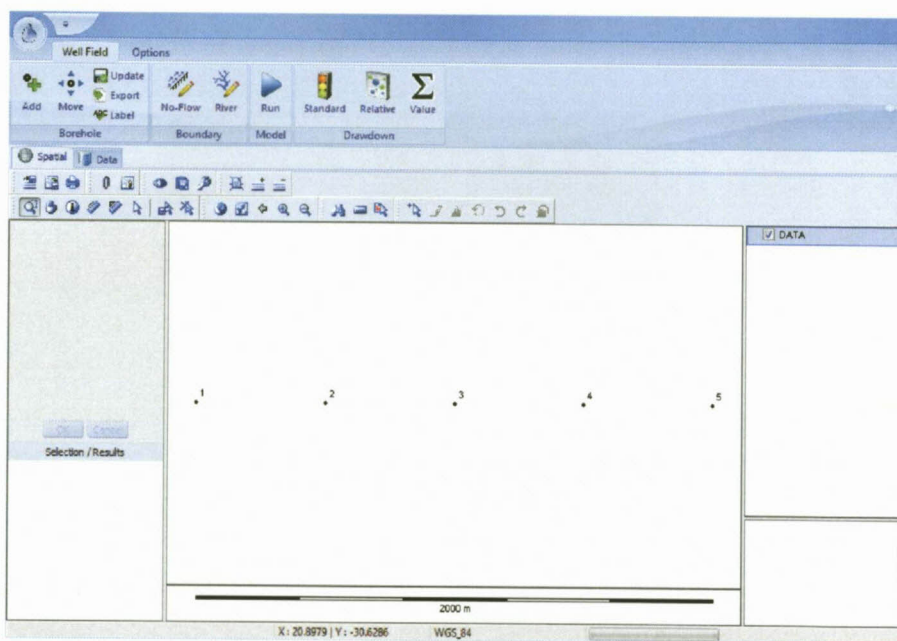 Well Field Options
Add Move Update Export Label
No-Flow River Run Standard Relative Value
Borehole Boundary Model Drawdown
Spatial Data
DATA
1 2 3 4 5
OK Cancel
Selection / Results
2000 m
X : 20.8979 | Y : -30.6286 WGS_84